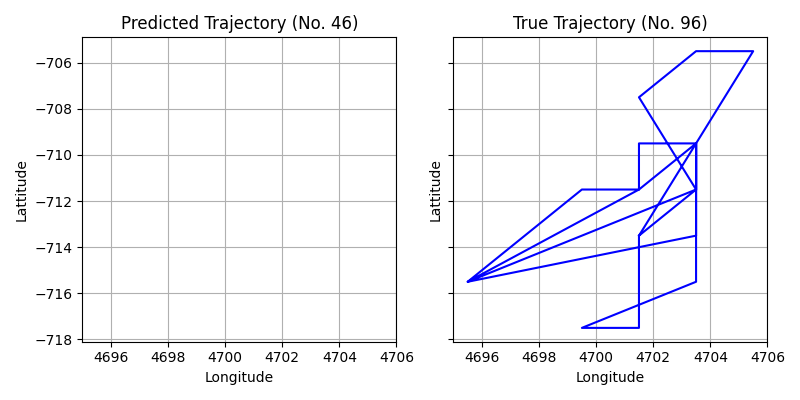 Predicted Trajectory (No. 46)
True Trajectory (No. 96)
Lattitude
−706
−708
−710
−712
−714
−716
−718
4696 4698 4700 4702 4704 4706
Longitude
Lattitude
4696 4698 4700 4702 4704 4706
Longitude